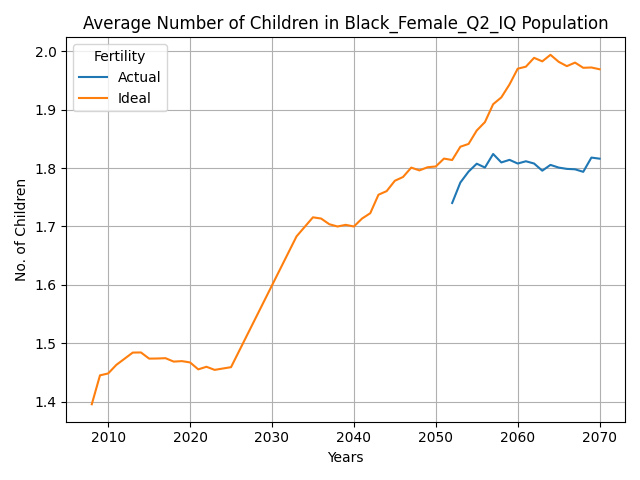 Average Number of Children in Black_Female_Q2_IQ Population
Fertility
Actual
Ideal
No. of Children
2.0
1.9
1.8
1.7
1.6
1.5
1.4
2010 2020 2030 2040 2050 2060 2070
Years